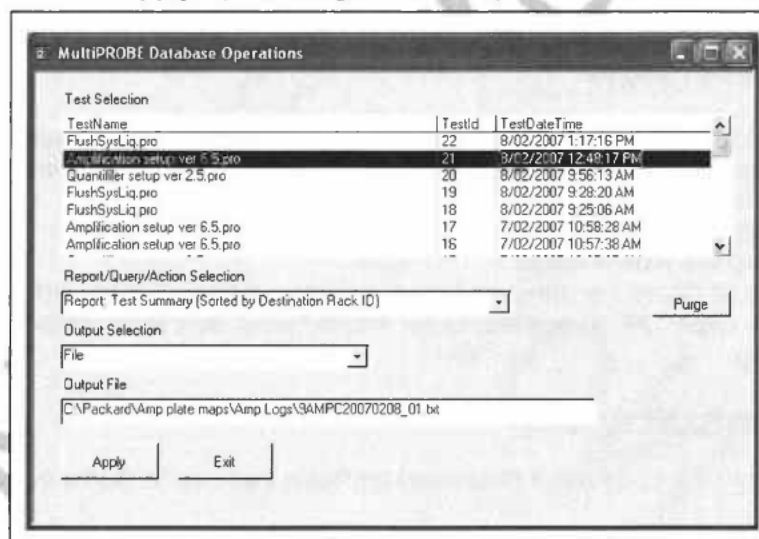 MultiPROBE Database Operations
Test Selection
TestName TestId TestDateTime
FlushSysLiq.pro 22 8/02/2007 1:17:16 PM
Amplification setup ver 6.5.pro 21 8/02/2007 12:48:17 PM
Quantifiler setup ver 2.5.pro 20 8/02/2007 9:56:13 AM
FlushSysLiq.pro 19 8/02/2007 9:28:20 AM
FlushSysLiq.pro 18 8/02/2007 9:25:06 AM
Amplification setup ver 6.5.pro 17 7/02/2007 10:58:28 AM
Amplification setup ver 6.5.pro 16 7/02/2007 10:57:38 AM
Report/Query/Action Selection
Report: Test Summary (Sorted by Destination Rack ID)
Purge
Output Selection
File
Output File
C:\Packard\Amp plate maps\Amp Logs\9AMPC20070208_01.txt
Apply Exit